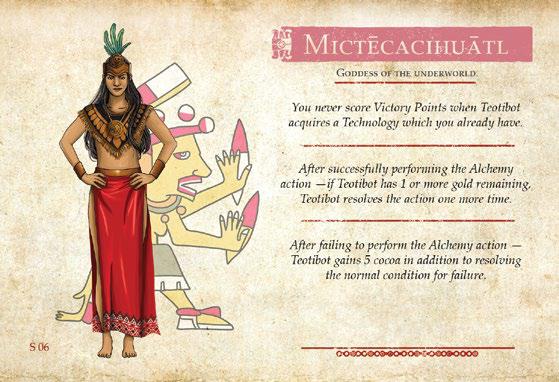 MICTĒCACIHUĀTL
GODDESS OF THE UNDERWORLD.
You never score Victory Points when Teotibot
acquires a Technology which you already have.
After successfully performing the Alchemy
action —if Teotibot has 1 or more gold remaining,
Teotibot resolves the action one more time.
After failing to perform the Alchemy action —
Teotibot gains 5 cocoa in addition to resolving
the normal condition for failure.
S 06